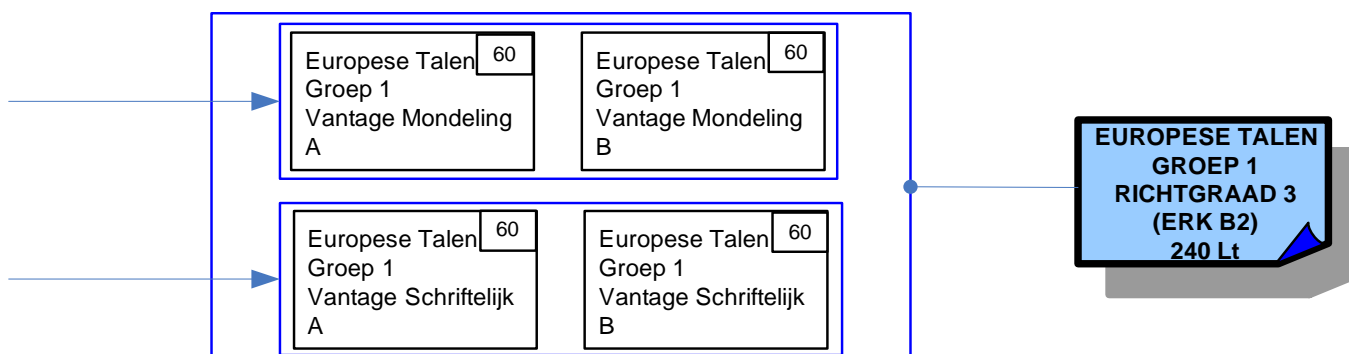 Europese Talen 60
Groep 1
Vantage Mondeling
A
Europese Talen 60
Groep 1
Vantage Mondeling
B
Europese Talen 60
Groep 1
Vantage Schriftelijk
A
Europese Talen 60
Groep 1
Vantage Schriftelijk
B
EUROPESE TALEN
GROEP 1
RICHTGRAAD 3
(ERK B2)
240 Lt